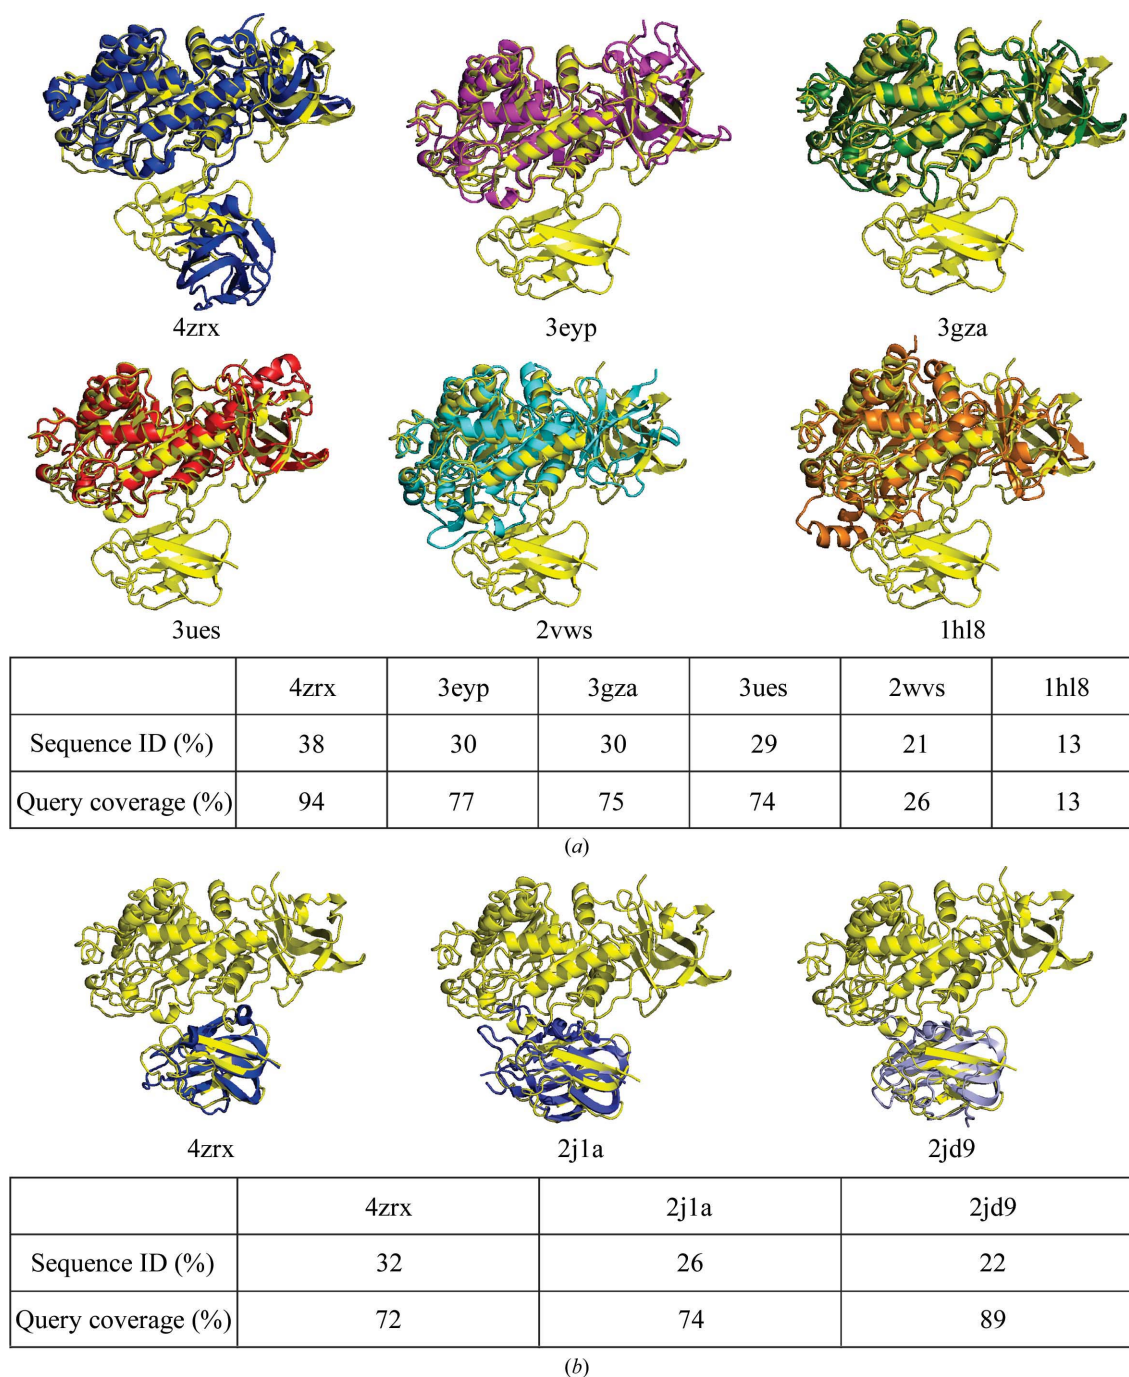 4zrx 3eyp 3gza
3ues 2vws 1hl8
4zrx 3eyp 3gza 3ues 2wvs 1hl8
Sequence ID (%) 38 30 30 29 21 13
Query coverage (%) 94 77 75 74 26 13
(a)
4zrx 2j1a 2jd9
4zrx 2j1a 2jd9
Sequence ID (%) 32 26 22
Query coverage (%) 72 74 89
(b)